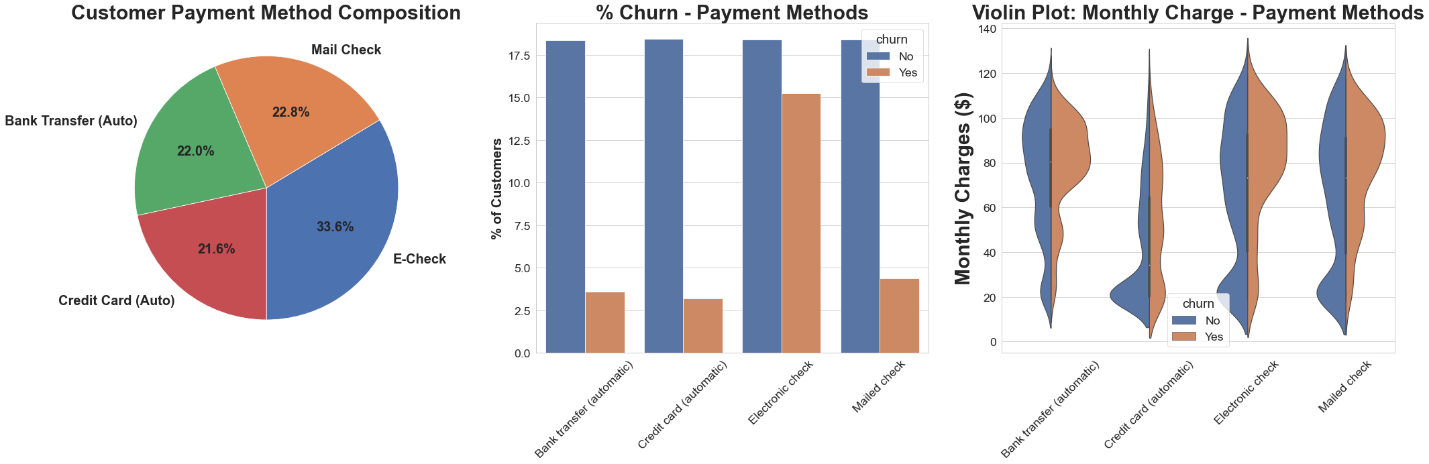 Customer Payment Method Composition
Mail Check
Bank Transfer (Auto)
22.8%
22.0%
33.6%
21.6%
E-Check
Credit Card (Auto)
% Churn - Payment Methods
churn
No
Yes
% of Customers
17.5
15.0
12.5
10.0
7.5
5.0
2.5
0.0
Bank transfer (automatic)
Credit card (automatic)
Electronic check
Mailed check
Violin Plot: Monthly Charge - Payment Methods
Monthly Charges ($)
140
120
100
80
60
40
20
0
churn
No
Yes
Bank transfer (automatic)
Credit card (automatic)
Electronic check
Mailed check